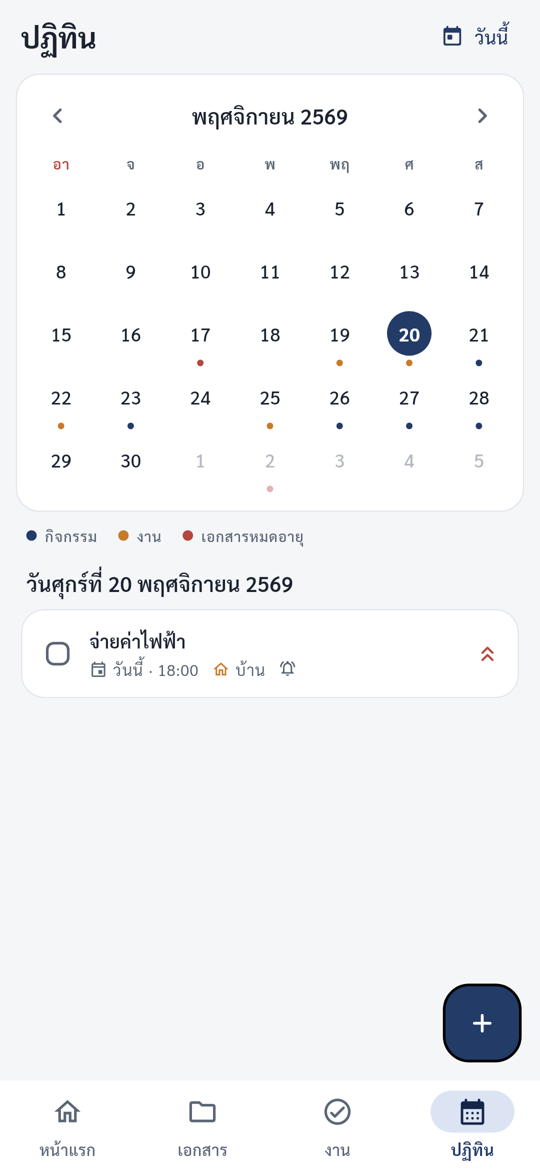 ปฏิทิน
วันนี้
พฤศจิกายน 2569
อา จ อ พ พฤ ศ ส
1 2 3 4 5 6 7
8 9 10 11 12 13 14
15 16 17 18 19 20 21
22 23 24 25 26 27 28
29 30 1 2 3 4 5
กิจกรรม งาน เอกสารหมดอายุ
วันศุกร์ที่ 20 พฤศจิกายน 2569
จ่ายค่าไฟฟ้า
วันนี้ · 18:00 บ้าน
+
หน้าแรก เอกสาร งาน ปฏิทิน